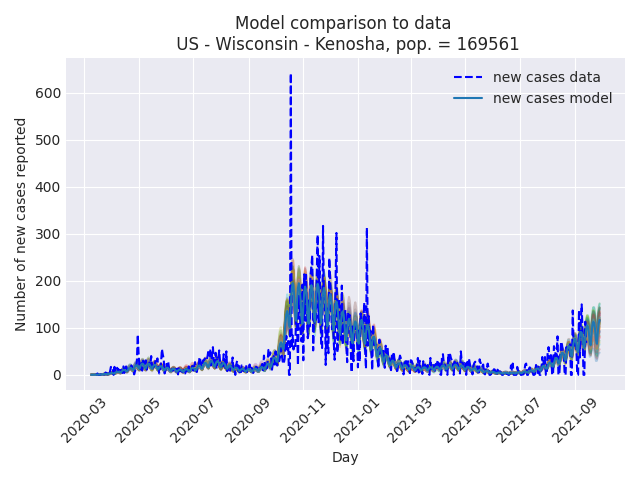 Model comparison to data
US - Wisconsin - Kenosha, pop. = 169561
new cases data
new cases model
Number of new cases reported
600
500
400
300
200
100
0
2020-03
2020-05
2020-07
2020-09
2020-11
2021-01
2021-03
2021-05
2021-07
2021-09
Day